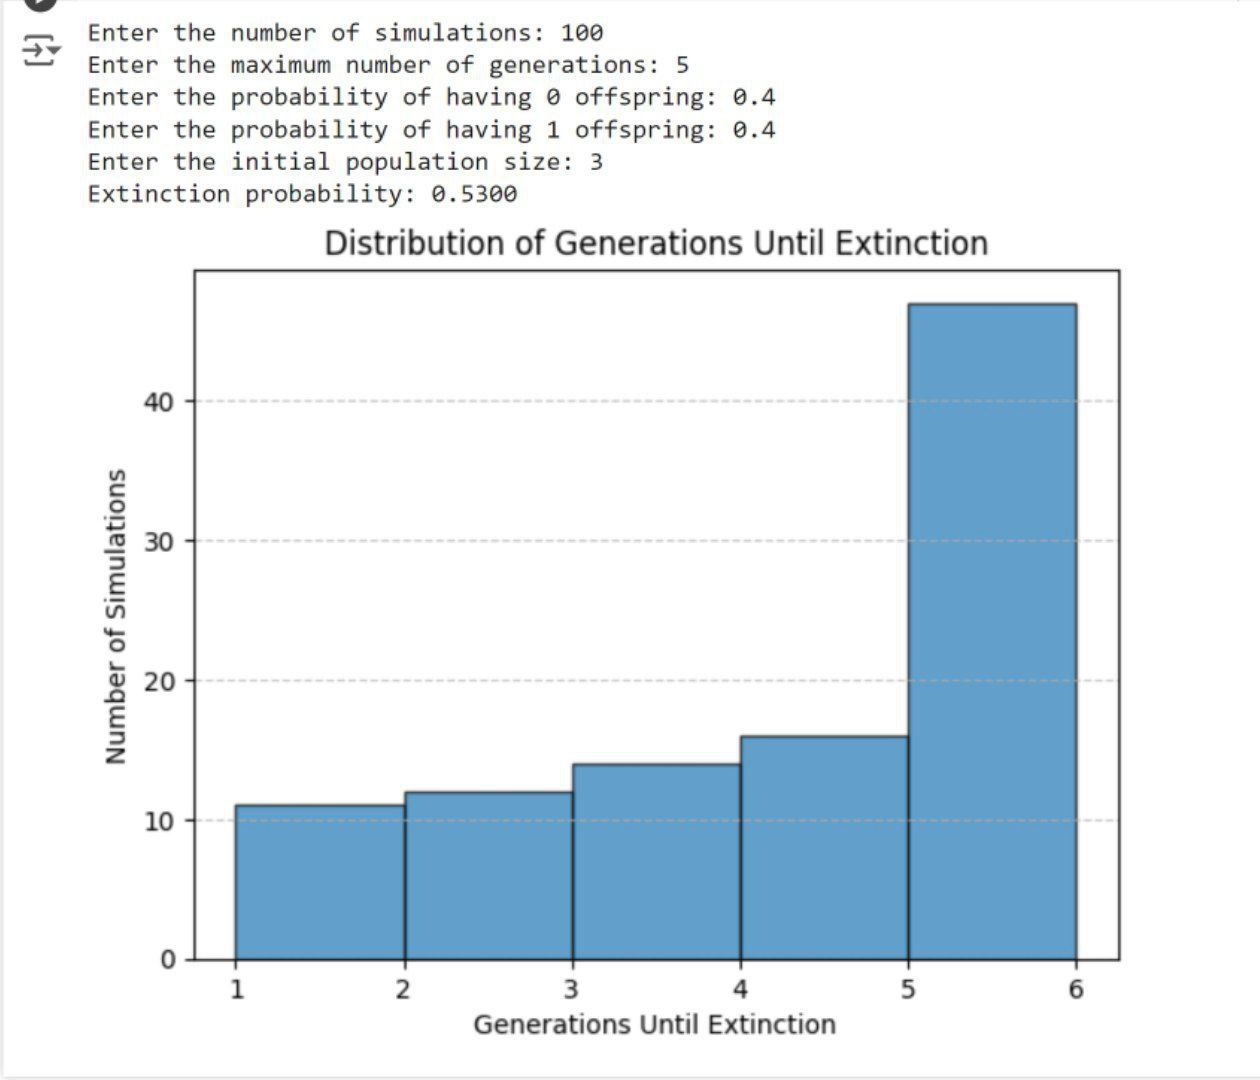 Enter the number of simulations: 100
Enter the maximum number of generations: 5
Enter the probability of having 0 offspring: 0.4
Enter the probability of having 1 offspring: 0.4
Enter the initial population size: 3
Extinction probability: 0.5300
Distribution of Generations Until Extinction
Number of Simulations
40
30
20
10
0
1 2 3 4 5 6
Generations Until Extinction